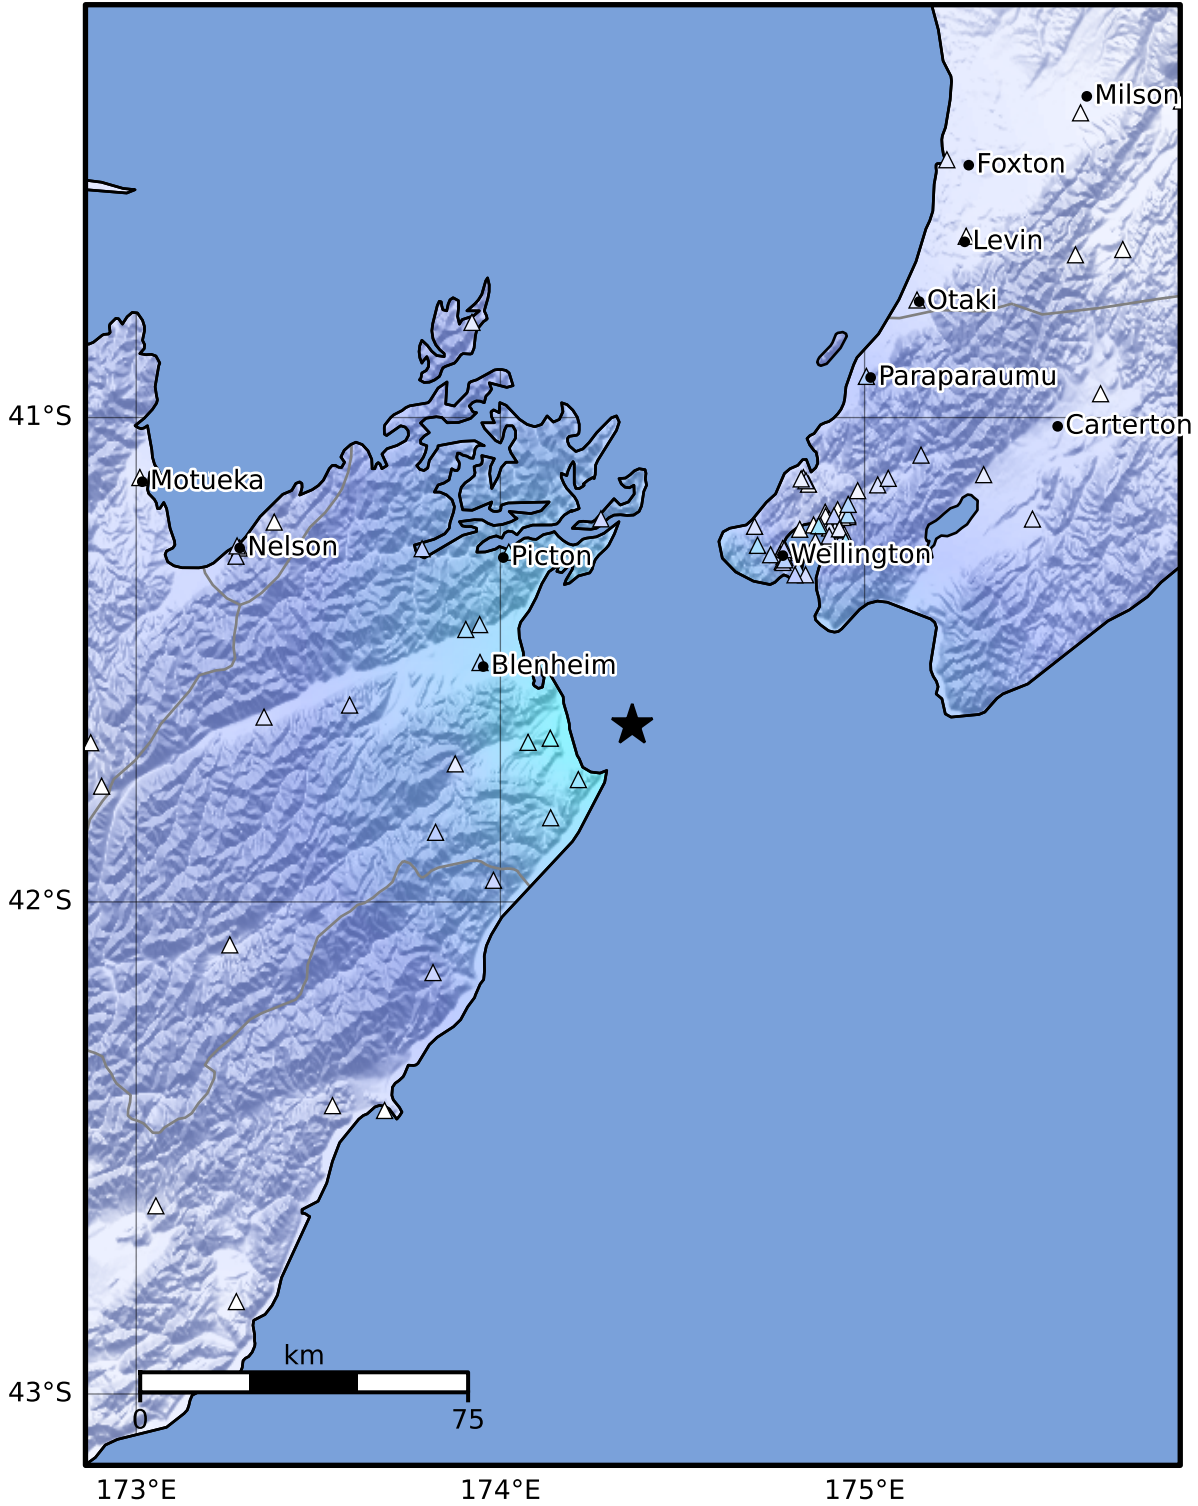 Milson
Foxton
Levin
Otaki
Paraparaumu
41°S
Carterton
Motueka
Nelson
Picton
Wellington
Blenheim
42°S
km
43°S
0
75
173°E
174°E
175°E